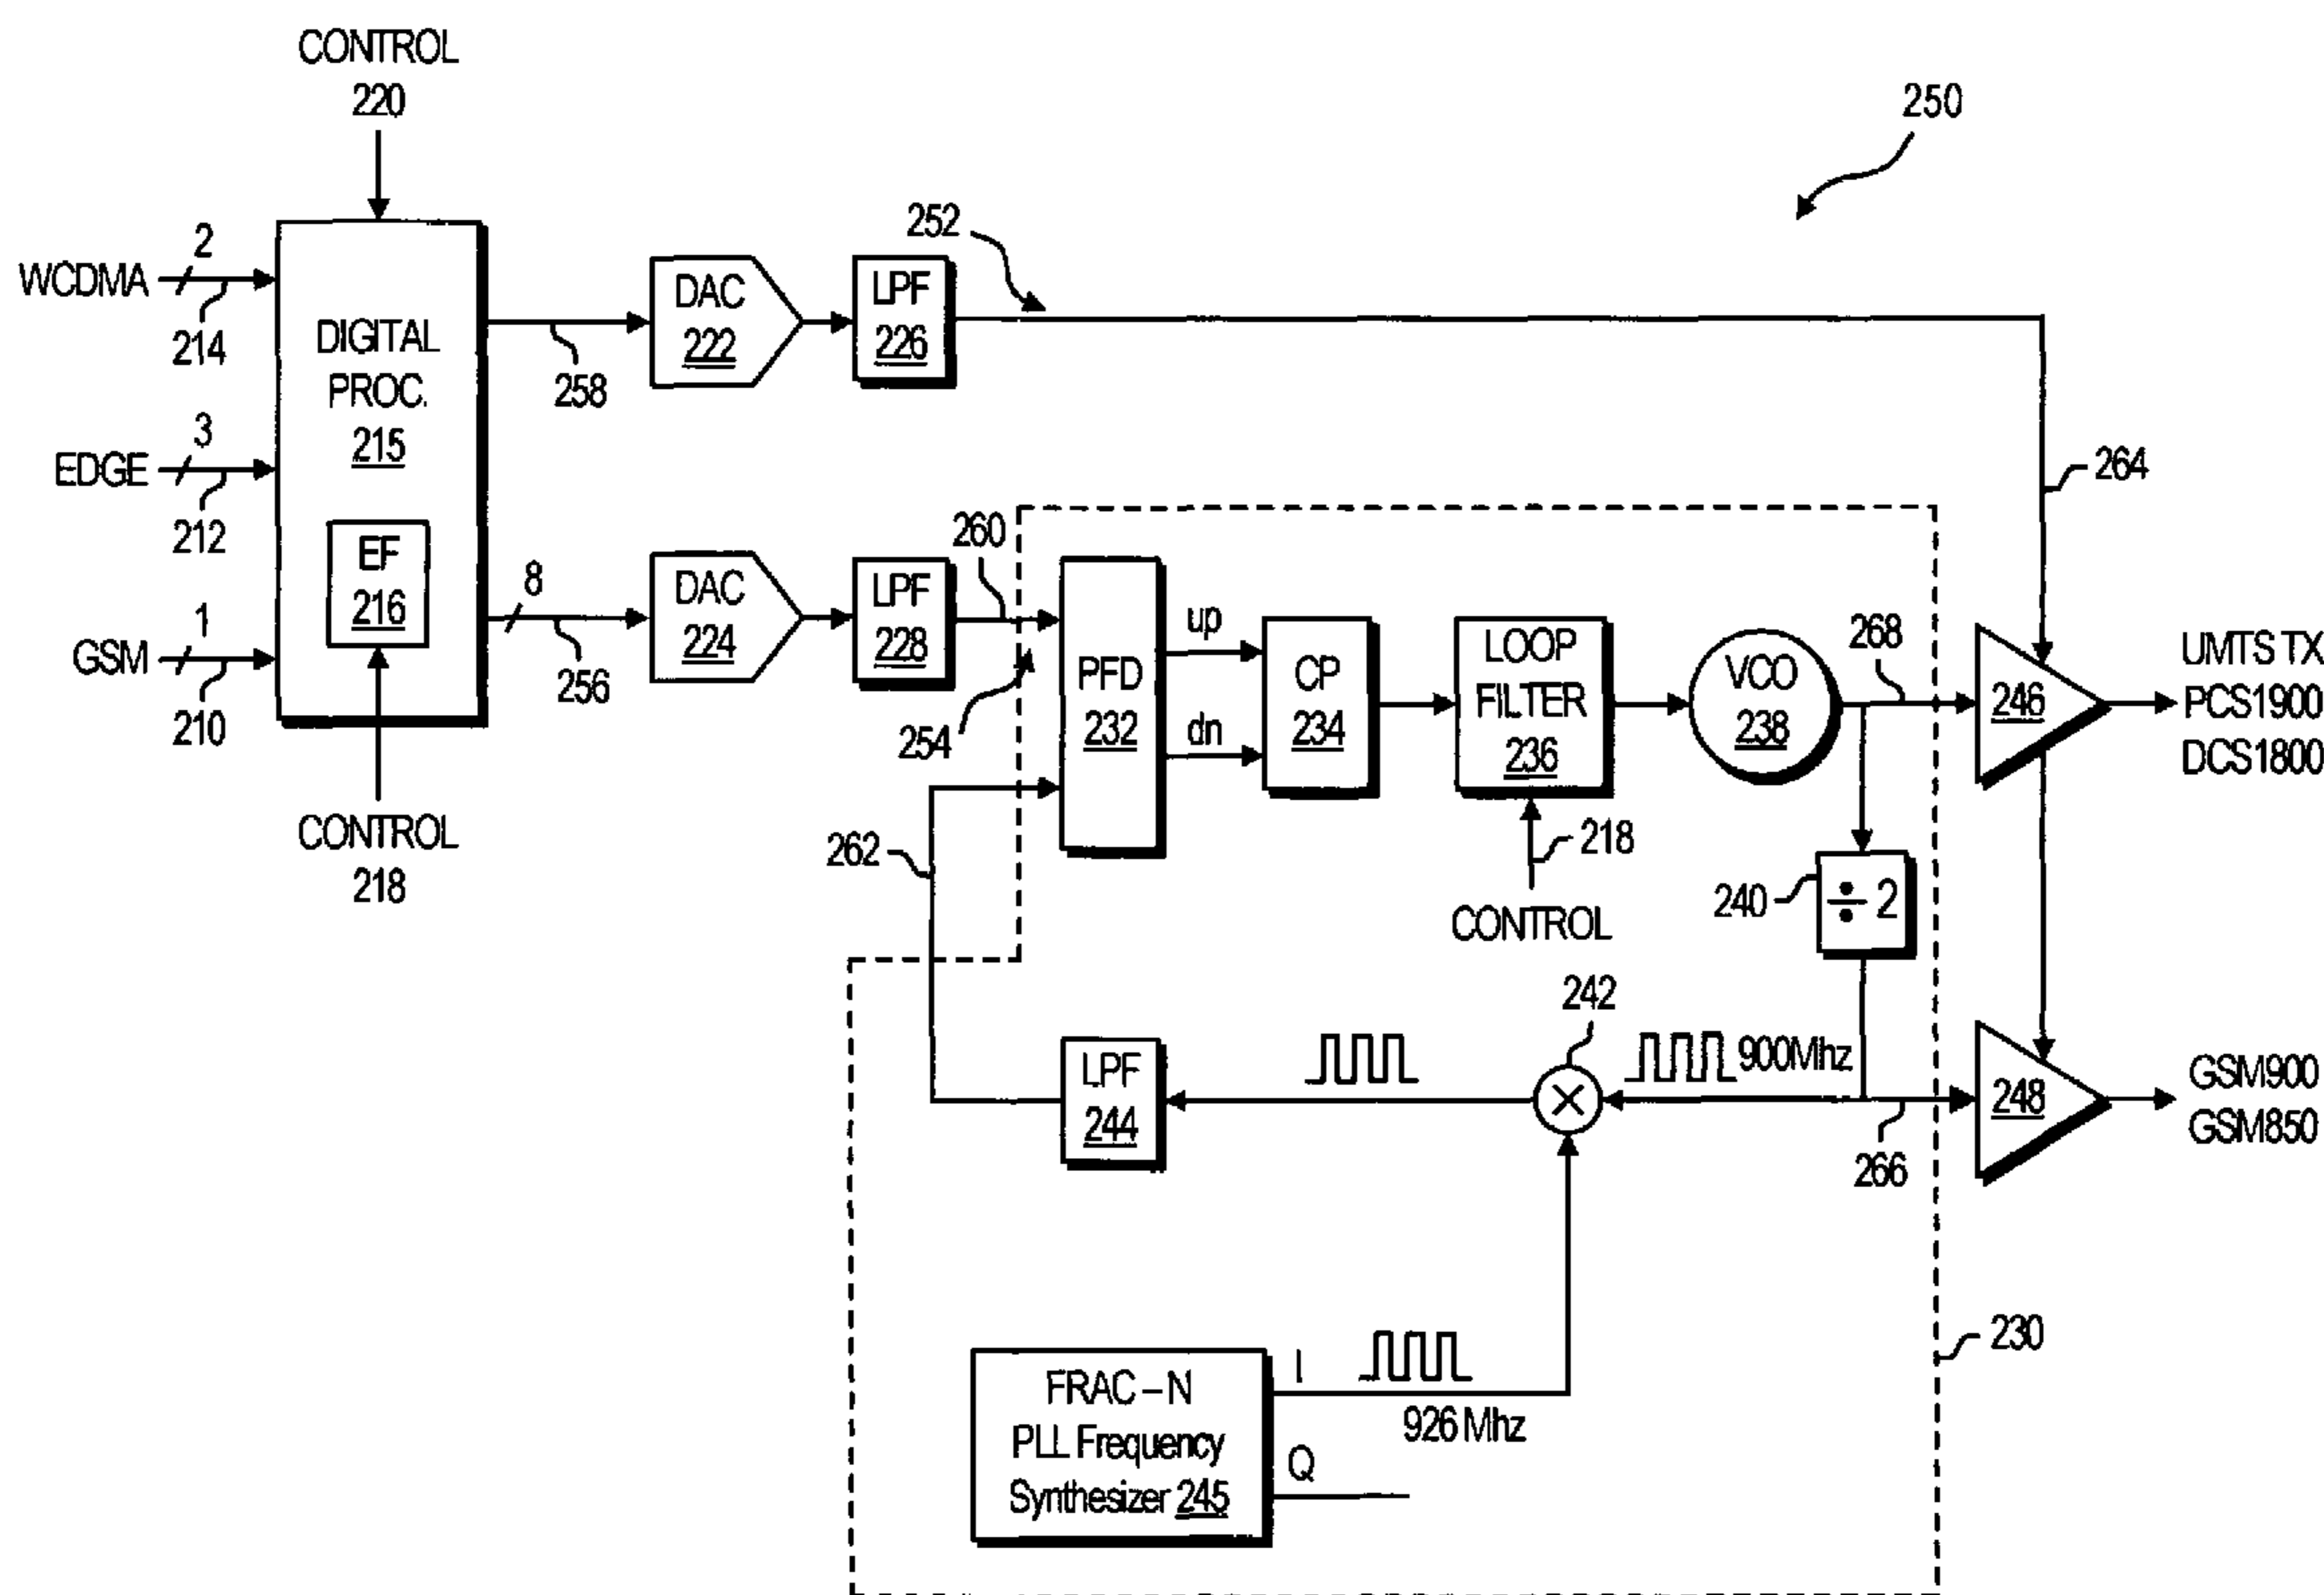 CONTROL
220
250
WCDMA
2
214
EDGE
3
212
GSM
1
210
DIGITAL
PROC.
215
EF
216
CONTROL
218
258
DAC
222
LPF
226
252
264
8
256
DAC
224
LPF
228
260
254
262
PFD
232
up
dn
CP
234
LOOP
FILTER
236
218
CONTROL
VCO
238
268
240
÷ 2
246
UMTS TX
PCS1900
DCS1800
242
900Mhz
LPF
244
266
248
GSM900
GSM850
230
FRAC – N
PLL Frequency
Synthesizer 245
I
926 Mhz
Q